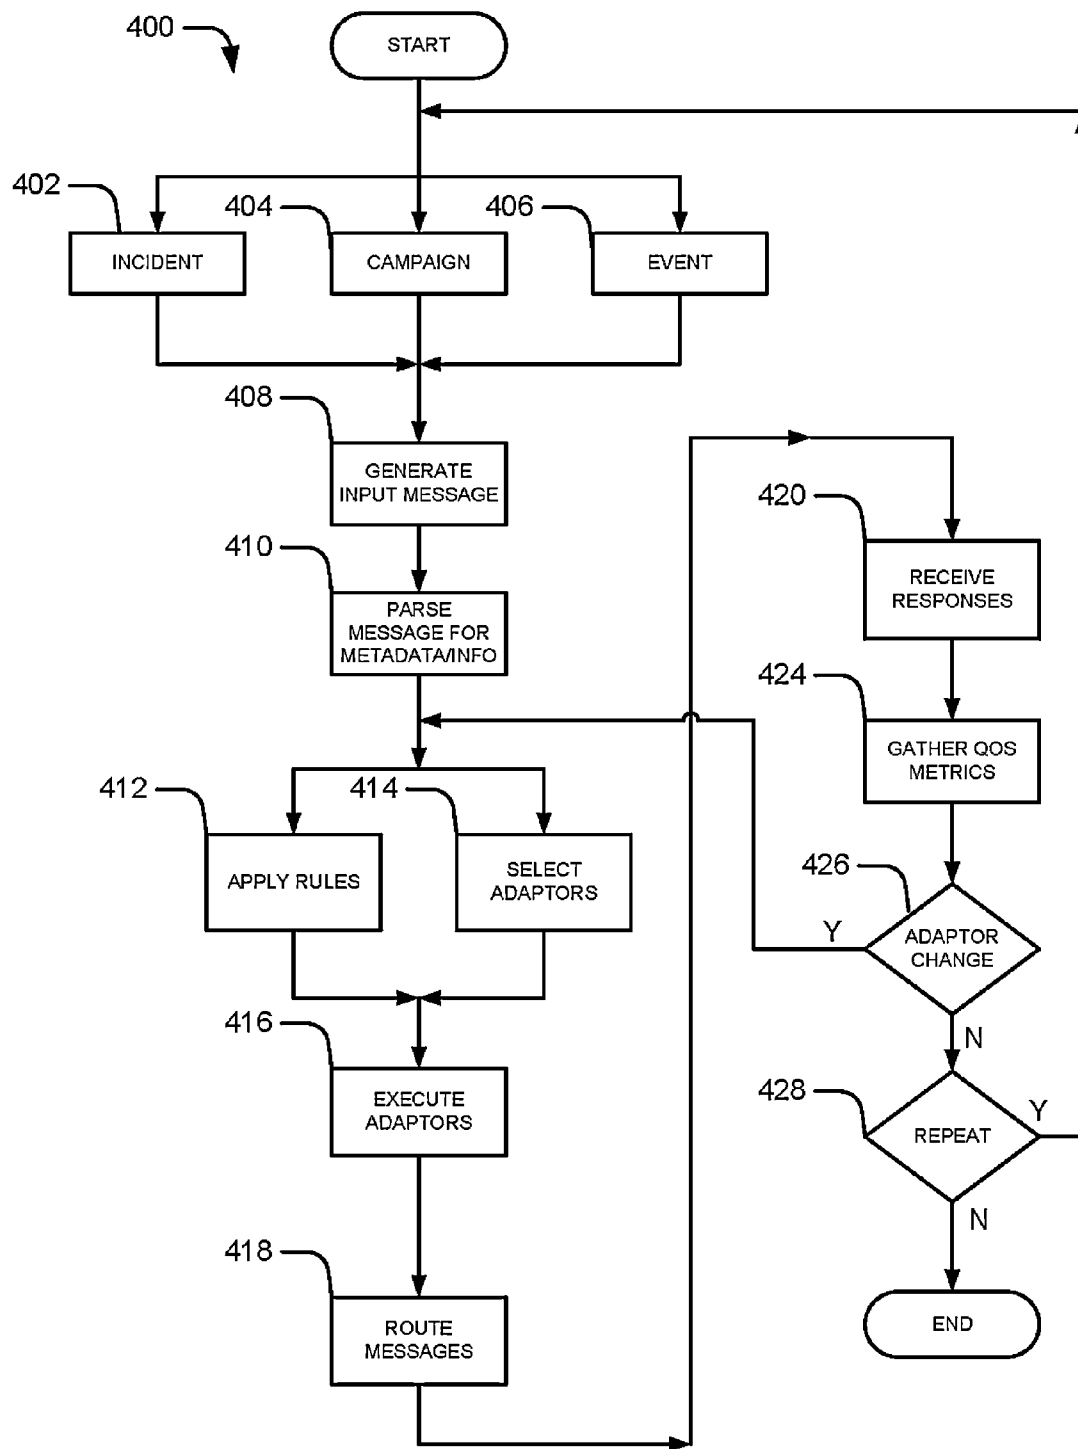 400
START
402
404
406
INCIDENT
CAMPAIGN
EVENT
408
GENERATE
INPUT MESSAGE
410
PARSE
MESSAGE FOR
METADATA/INFO
412
414
APPLY RULES
SELECT
ADAPTORS
416
EXECUTE
ADAPTORS
418
ROUTE
MESSAGES
420
RECEIVE
RESPONSES
424
GATHER QOS
METRICS
426
Y
ADAPTOR
CHANGE
N
428
REPEAT
Y
N
END